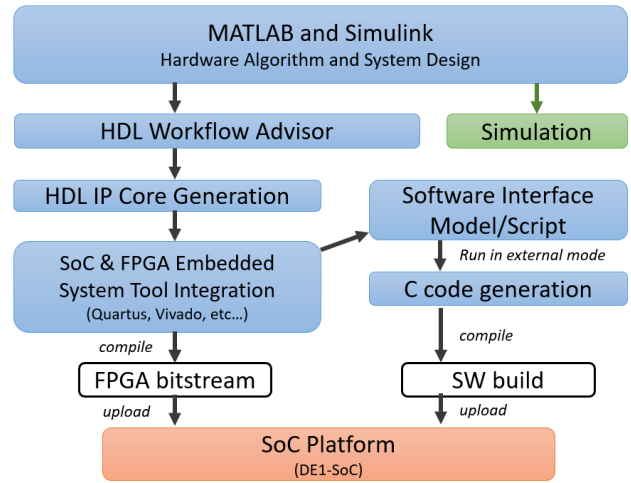 MATLAB and Simulink
Hardware Algorithm and System Design
HDL Workflow Advisor
Simulation
HDL IP Core Generation
Software Interface
Model/Script
SoC & FPGA Embedded
System Tool Integration
(Quartus, Vivado, etc...)
Run in external mode
C code generation
compile
compile
FPGA bitstream
SW build
upload
upload
SoC Platform
(DE1-SoC)